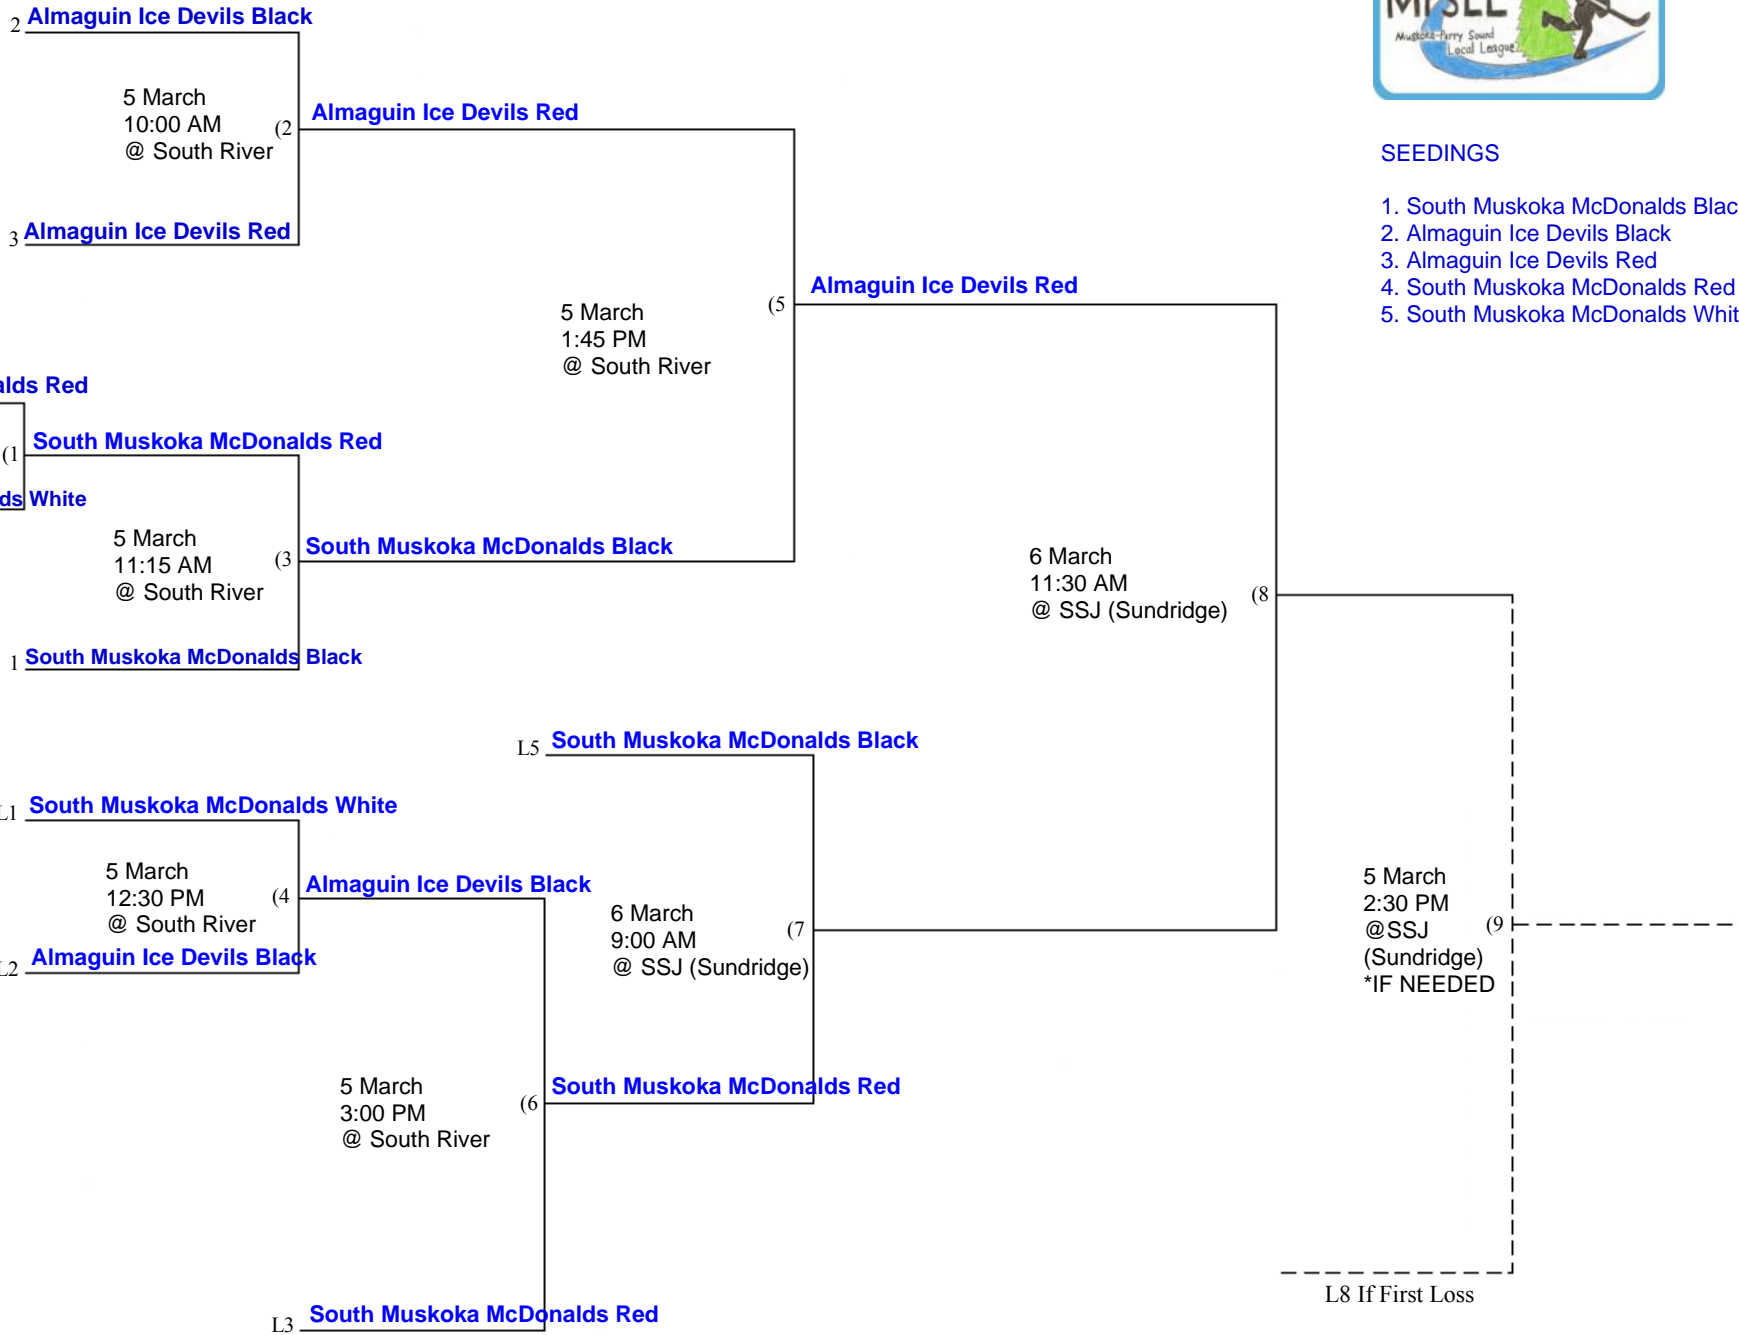 2 Almaguin Ice Devils Black
MPSLL
Muskoka-Parry Sound
Local League
5 March
10:00 AM
@ South River
(2
Almaguin Ice Devils Red
3 Almaguin Ice Devils Red
SEEDINGS
1. South Muskoka McDonalds Blac
2. Almaguin Ice Devils Black
3. Almaguin Ice Devils Red
4. South Muskoka McDonalds Red
5. South Muskoka McDonalds Whit
5 March
1:45 PM
@ South River
(5
Almaguin Ice Devils Red
alds Red
(1
South Muskoka McDonalds Red
ds White
5 March
11:15 AM
@ South River
(3
South Muskoka McDonalds Black
1 South Muskoka McDonalds Black
6 March
11:30 AM
@ SSJ (Sundridge)
(8
L5 South Muskoka McDonalds Black
L1 South Muskoka McDonalds White
5 March
12:30 PM
@ South River
(4
Almaguin Ice Devils Black
L2 Almaguin Ice Devils Black
6 March
9:00 AM
@ SSJ (Sundridge)
(7
5 March
2:30 PM
@SSJ
(Sundridge)
*IF NEEDED
(9
5 March
3:00 PM
@ South River
(6
South Muskoka McDonalds Red
L8 If First Loss
L3 South Muskoka McDonalds Red